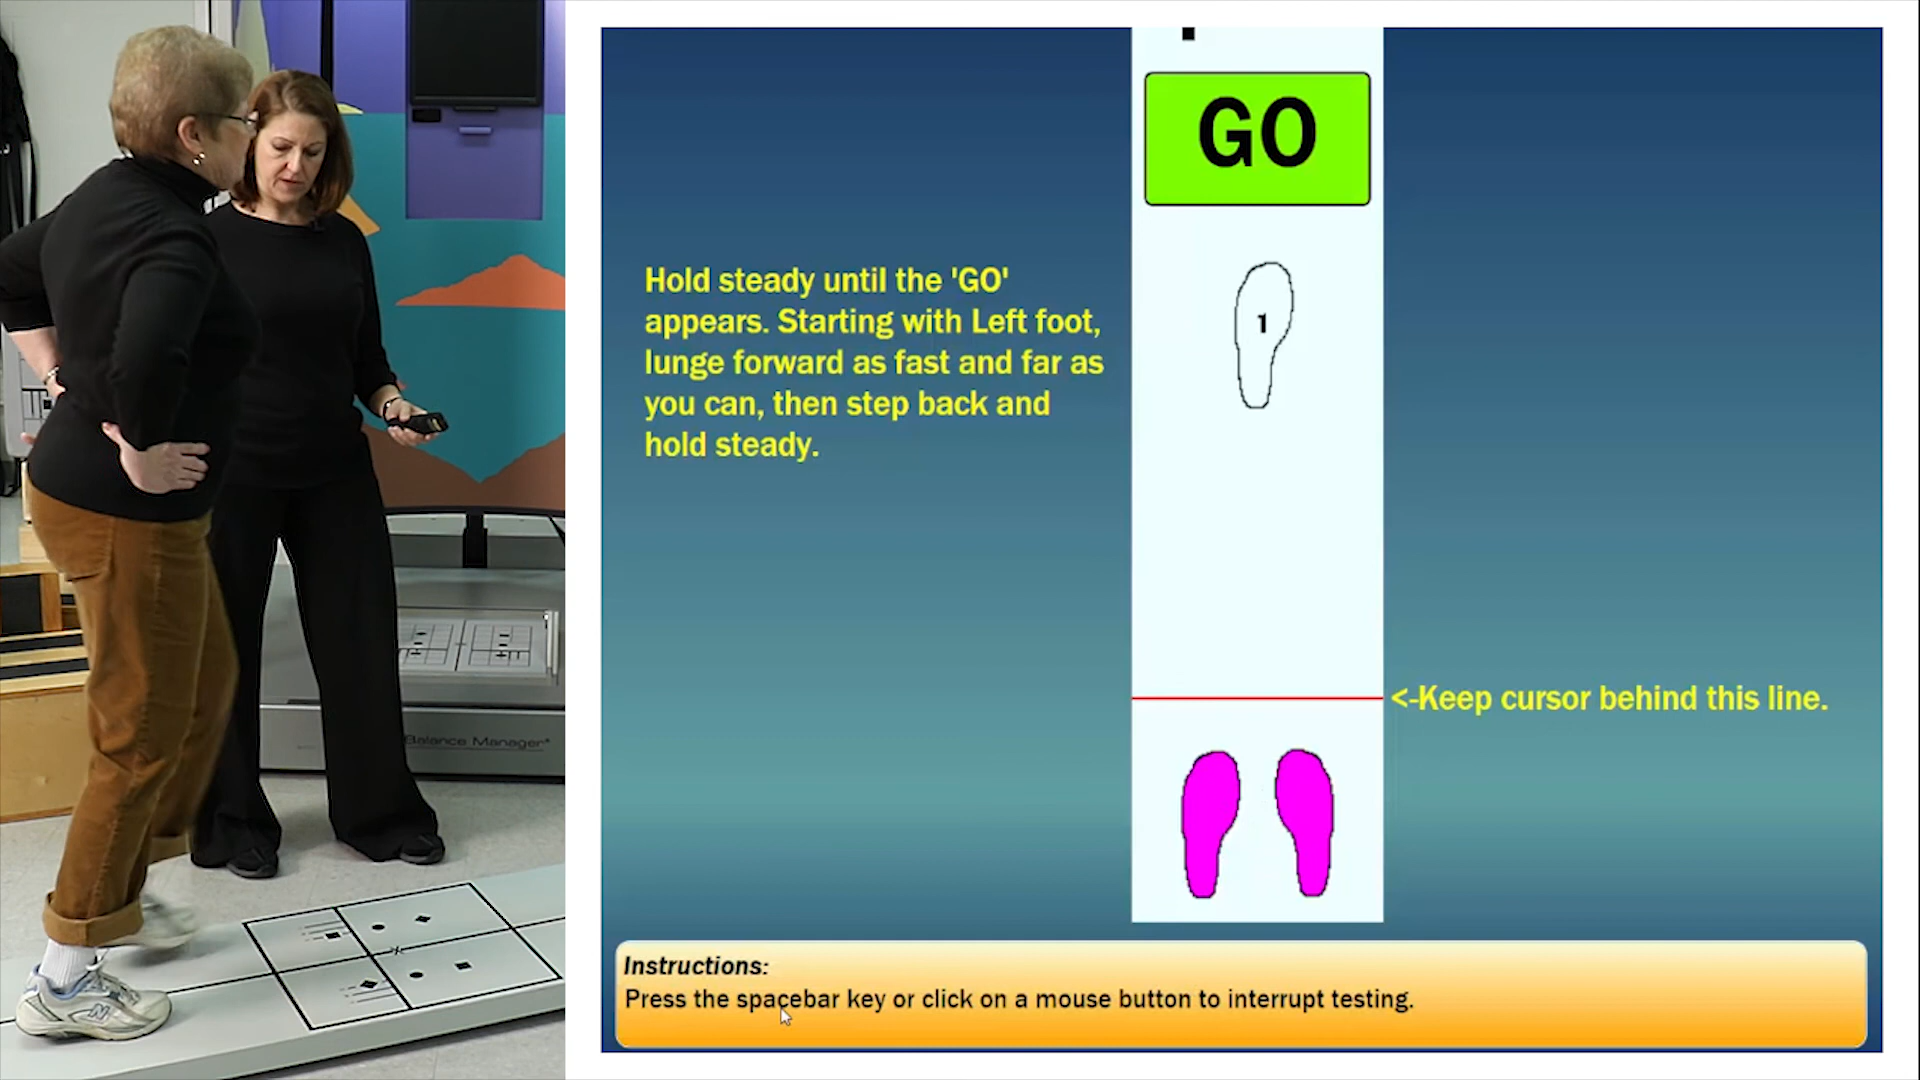 GO
Hold steady until the 'GO'
appears. Starting with Left foot,
lunge forward as fast and far as
you can, then step back and
hold steady.
1
<-Keep cursor behind this line.
Balance Manager®
N
Instructions:
Press the spacebar key or click on a mouse button to interrupt testing.